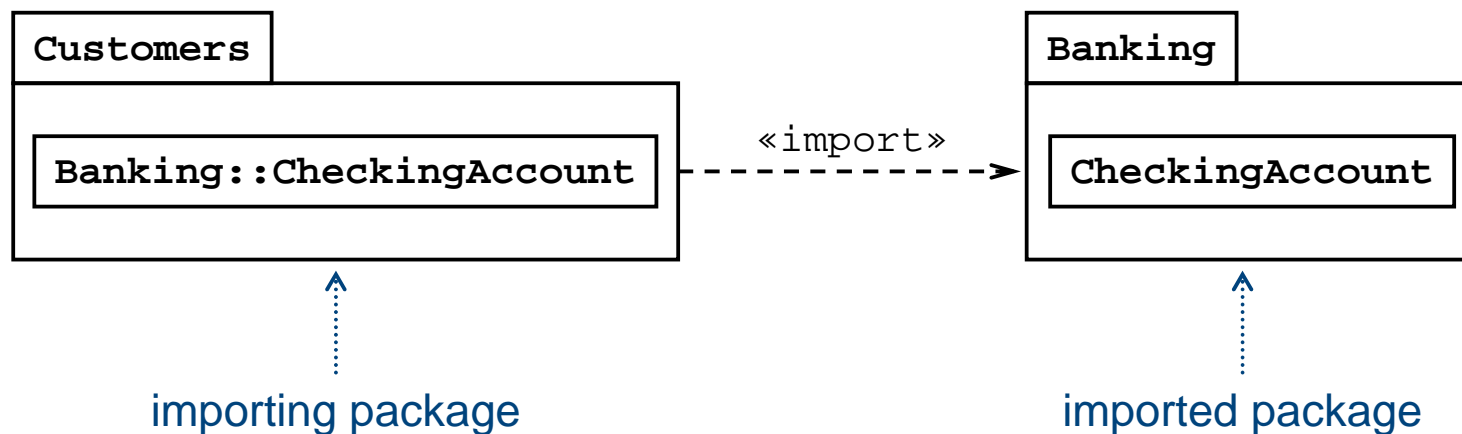 Customers
Banking
«import»
Banking::CheckingAccount
CheckingAccount
importing package
imported package